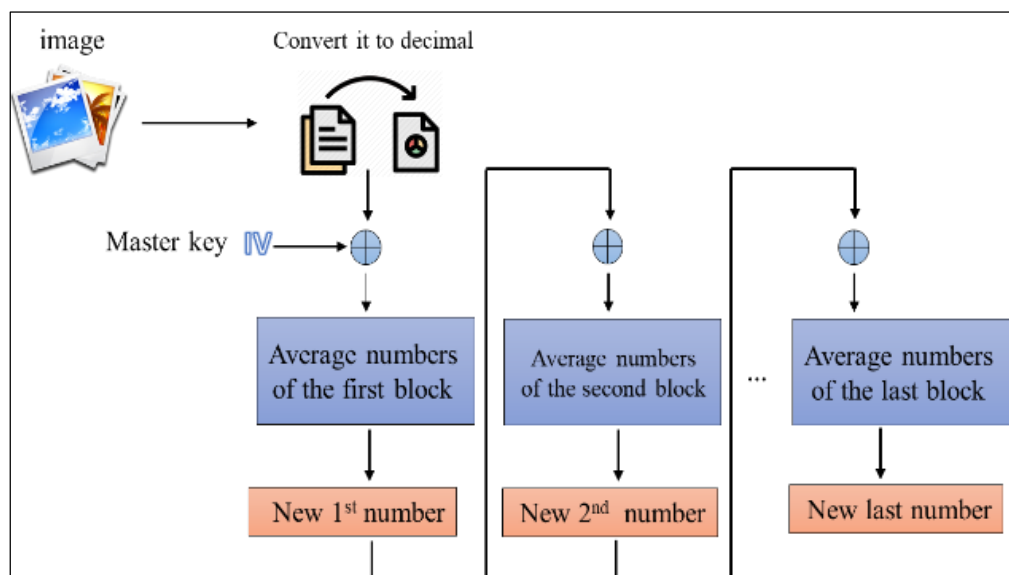 image
Convert it to decimal
Master key IV
Average numbers
of the first block
Average numbers
of the second block
...
Average numbers
of the last block
New 1st number
New 2nd number
New last number